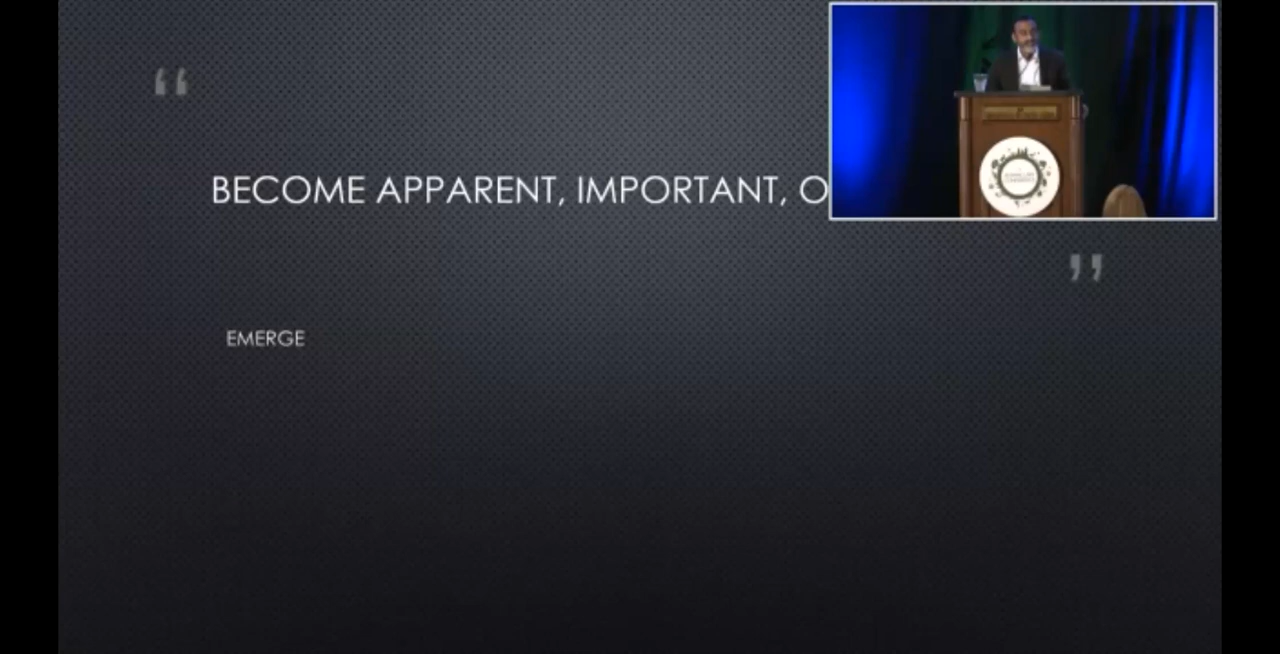 “
BECOME APPARENT, IMPORTANT, O
”
EMERGE